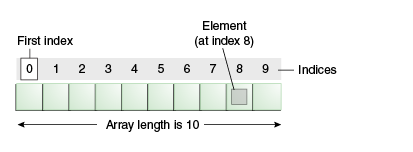 Element
(at index 8)
First index
0 1 2 3 4 5 6 7 8 9
Indices
Array length is 10